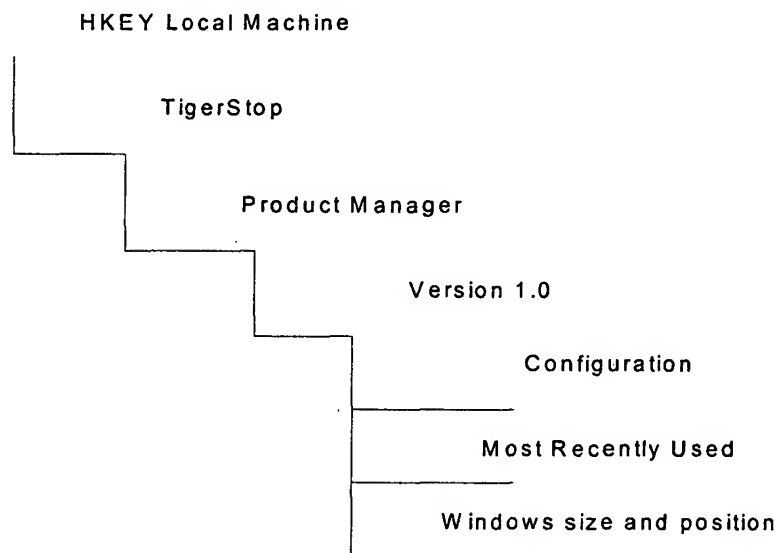 HKEY Local Machine
TigerStop
Product Manager
Version 1.0
Configuration
Most Recently Used
Windows size and position